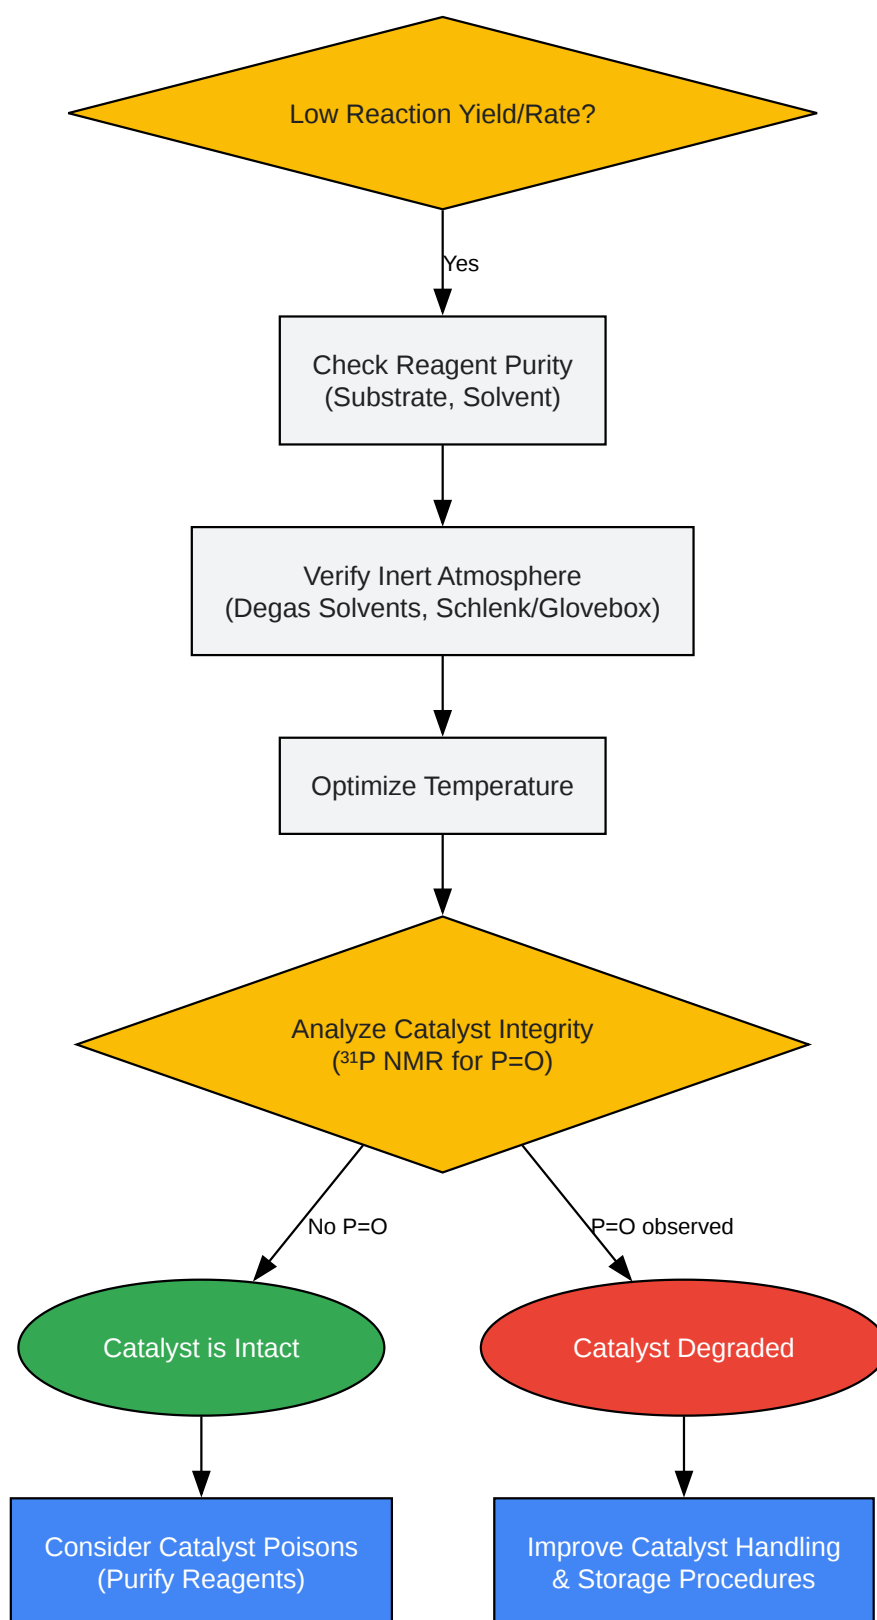 Low Reaction Yield/Rate?
Yes
Check Reagent Purity
(Substrate, Solvent)
Verify Inert Atmosphere
(Degas Solvents, Schlenk/Glovebox)
Optimize Temperature
Analyze Catalyst Integrity
(³¹P NMR for P=O)
No P=O
P=O observed
Catalyst is Intact
Catalyst Degraded
Consider Catalyst Poisons
(Purify Reagents)
Improve Catalyst Handling
& Storage Procedures